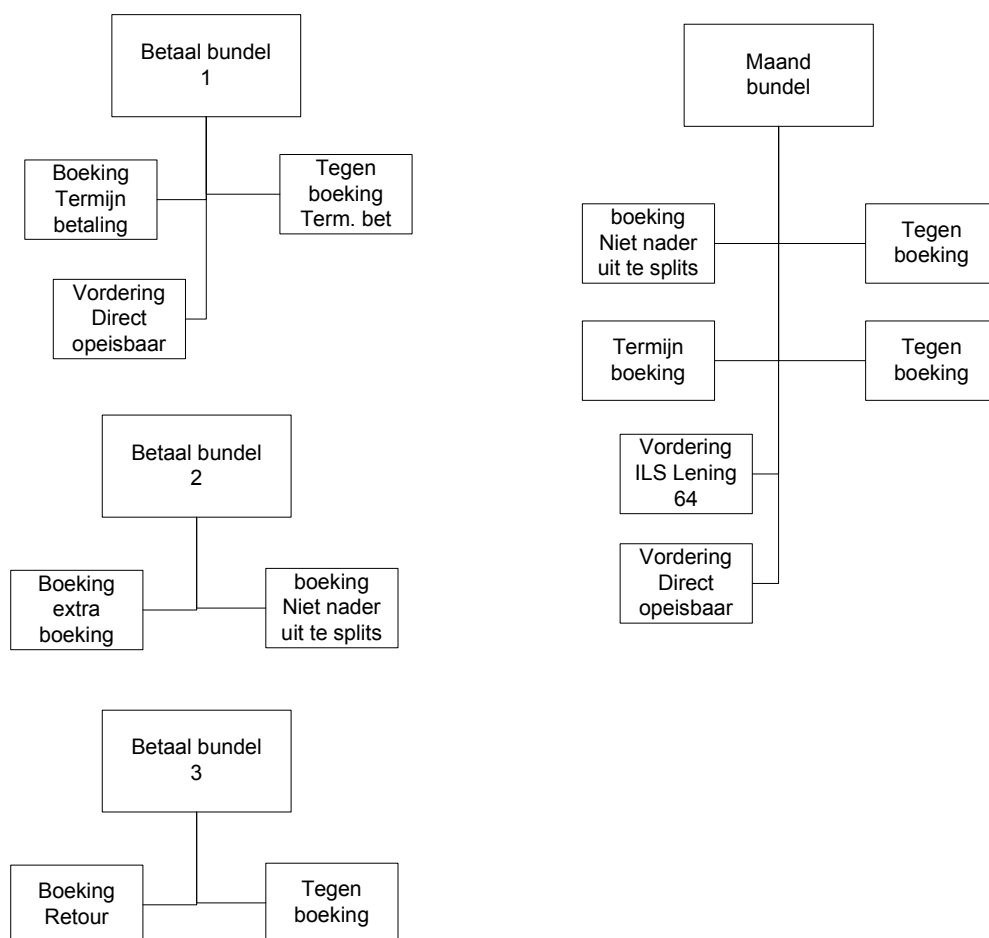 Betaal bundel
1
Boeking
Termijn
betaling
Tegen
boeking
Term. bet
Vordering
Direct
opeisbaar
Betaal bundel
2
Boeking
extra
boeking
boeking
Niet nader
uit te splits
Betaal bundel
3
Boeking
Retour
Tegen
boeking
Maand
bundel
boeking
Niet nader
uit te splits
Tegen
boeking
Termijn
boeking
Tegen
boeking
Vordering
ILS Lening
64
Vordering
Direct
opeisbaar